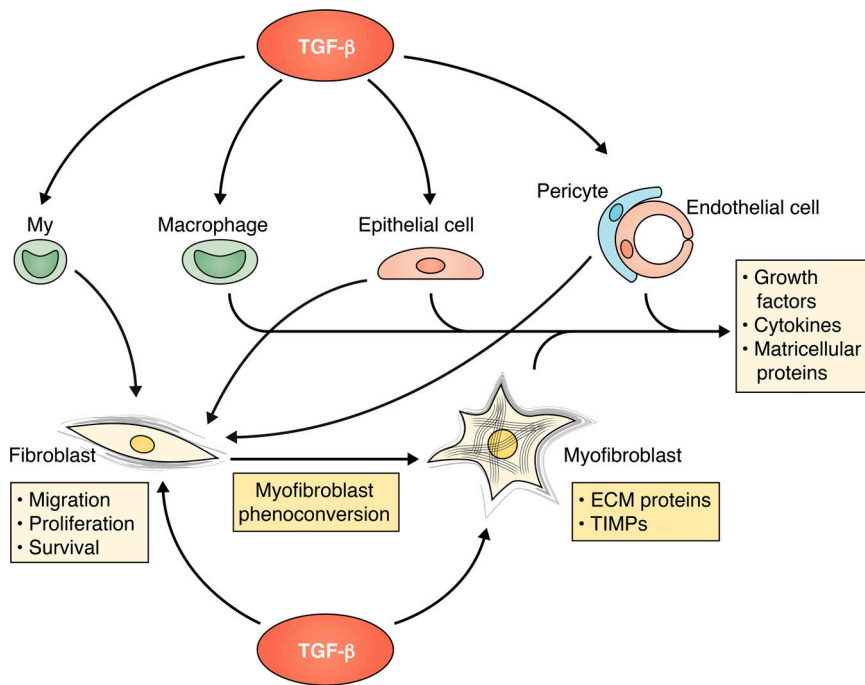 TGF-β
My
Macrophage
Epithelial cell
Pericyte
Endothelial cell
• Growth
factors
• Cytokines
• Matricellular
proteins
Fibroblast
• Migration
• Proliferation
• Survival
Myofibroblast
phenoconversion
Myofibroblast
• ECM proteins
• TIMPs
TGF-β